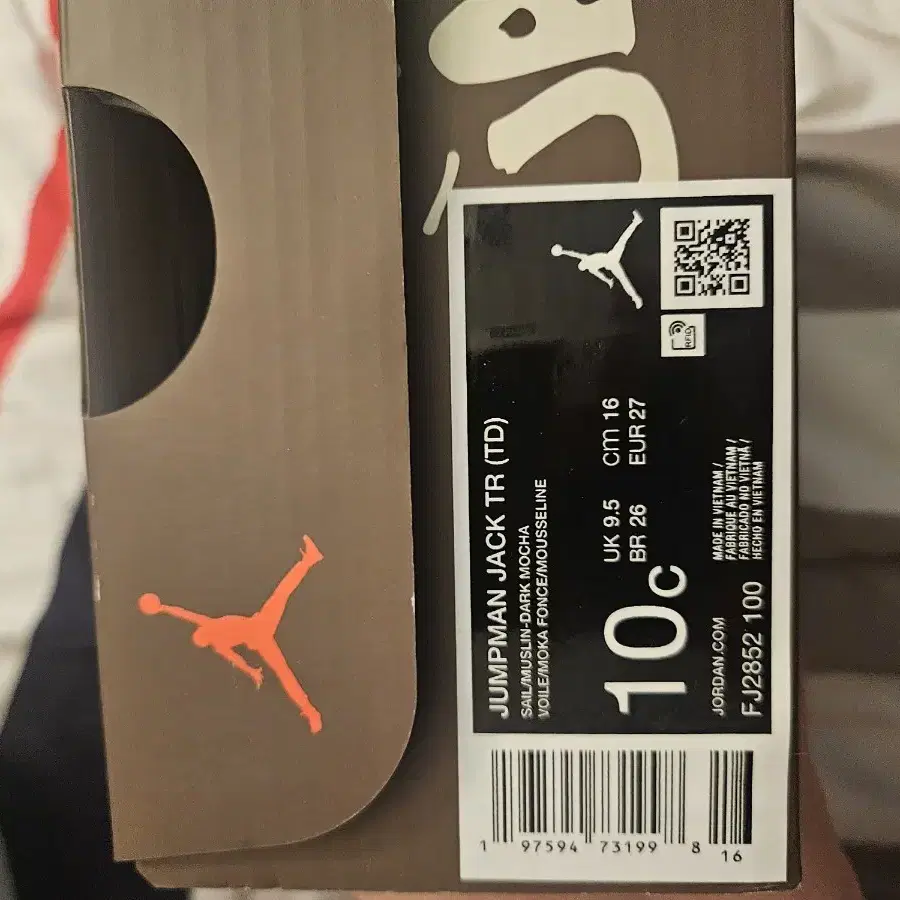 JUMPMAN JACK TR (TD)
SAIL/MUSLIN-DARK MOCHA
VOILE/MOKA FONCE/MOUSSELINE
10C
UK 9.5 cm 16
BR 26 EUR 27
RFID
JORDAN.COM
FJ2852 100
MADE IN VIETNAM /
FABRIQUE AU VIETNAM /
FABRICADO NO VIETNÃ /
HECHO EN VIETNAM
1 97594 73199 8 16